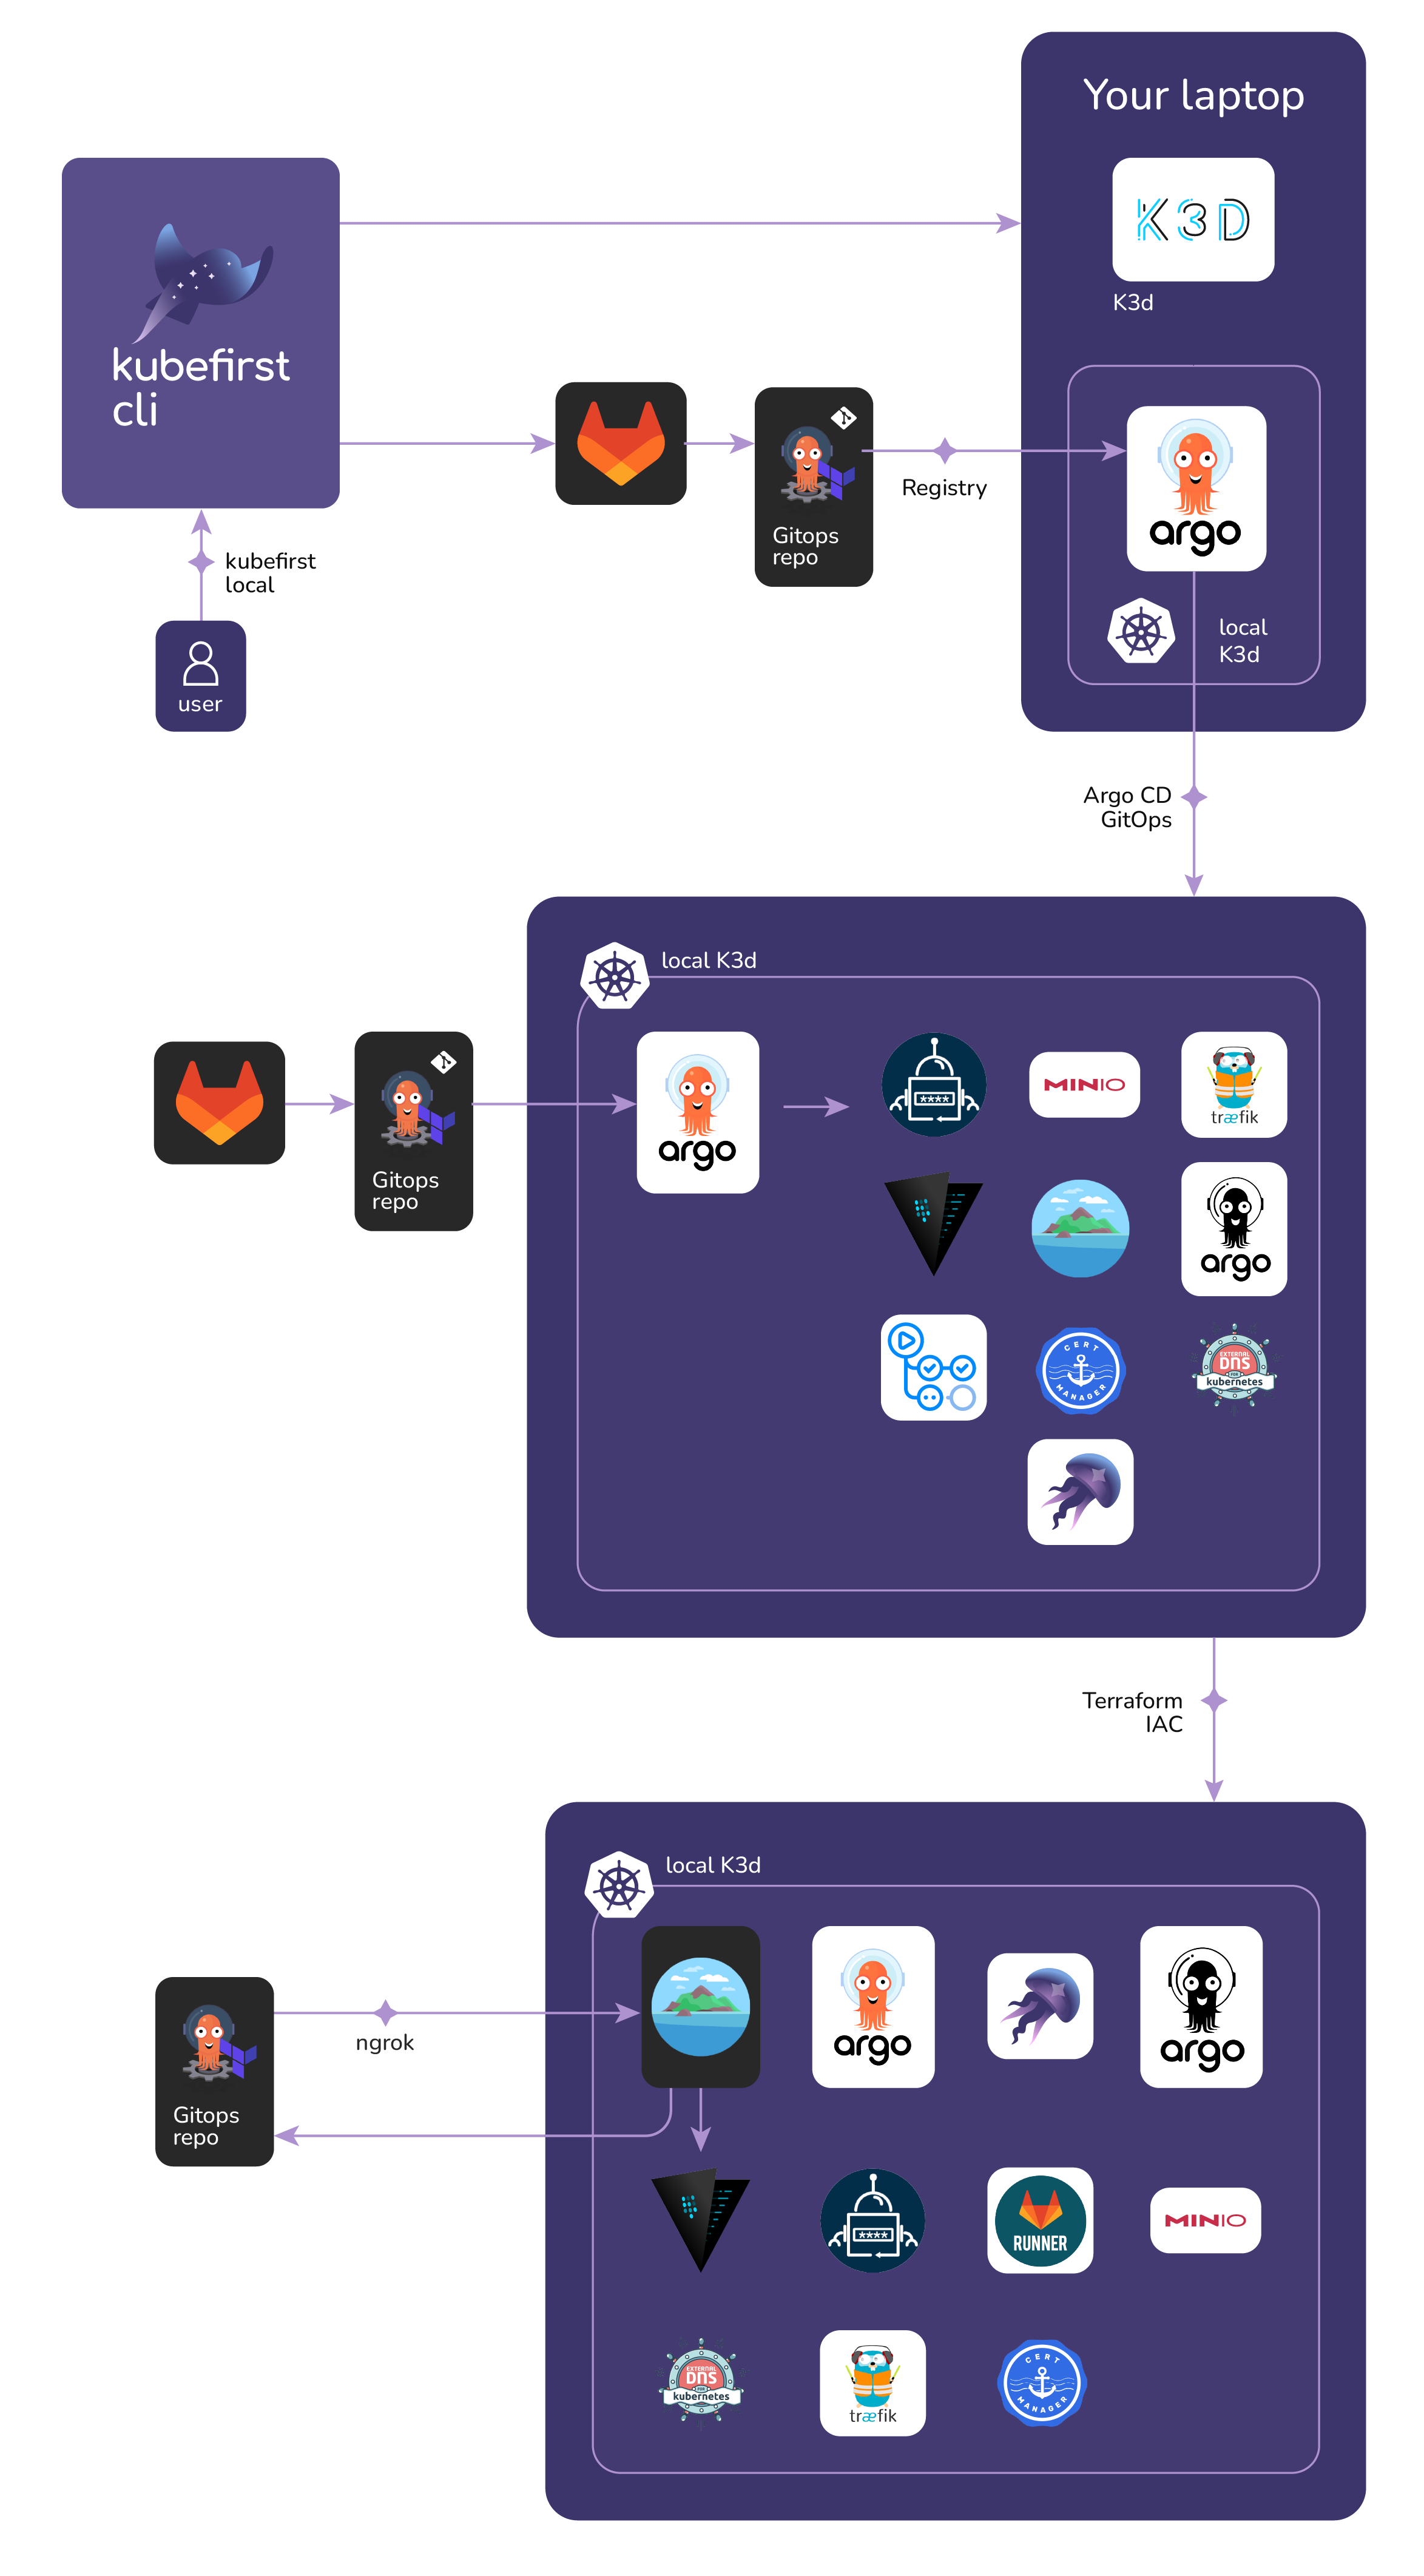 Your laptop
K3D
K3d
kubefirst
cli
kubefirst
local
user
Gitops
repo
Registry
argo
local
K3d
Argo CD
GitOps
local K3d
Gitops
repo
argo
****
MINIO
træfik
argo
CERT
MANAGER
EXTERNAL
DNS
FOR
kubernetes
Terraform
IAC
local K3d
Gitops
repo
ngrok
argo
argo
****
RUNNER
MINIO
EXTERNAL
DNS
FOR
kubernetes
træfik
CERT
MANAGER